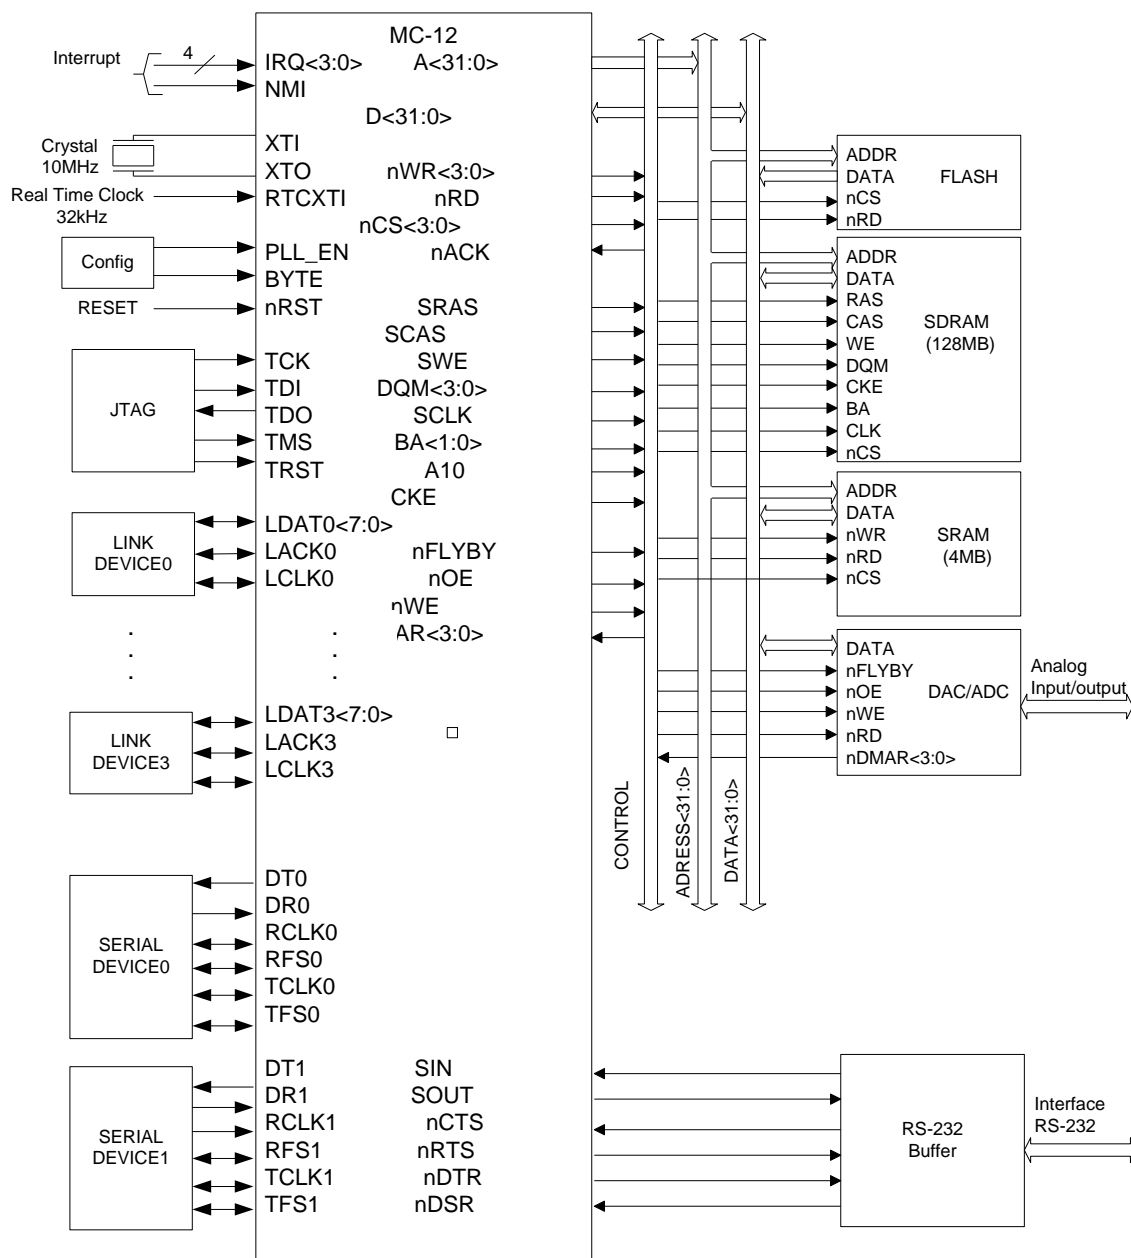 MC-12
Interrupt
4
IRQ<3:0>
A<31:0>
NMI
D<31:0>
Crystal
10MHz
XTI
XTO
nWR<3:0>
Real Time Clock
32kHz
RTCXTI
nRD
nCS<3:0>
Config
PLL_EN
nACK
BYTE
RESET
nRST
SRAS
SCAS
JTAG
TCK
SWE
TDI
DQM<3:0>
TDO
SCLK
TMS
BA<1:0>
TRST
A10
CKE
LINK
DEVICE0
LDAT0<7:0>
LACK0
nFLYBY
LCLK0
nOE
nWE
AR<3:0>
.
.
.
.
.
.
LINK
DEVICE3
LDAT3<7:0>
LACK3
LCLK3
SERIAL
DEVICE0
DT0
DR0
RCLK0
RFS0
TCLK0
TFS0
SERIAL
DEVICE1
DT1
SIN
DR1
SOUT
RCLK1
nCTS
RFS1
nRTS
TCLK1
nDTR
TFS1
nDSR
CONTROL
ADRESS<31:0>
DATA<31:0>
ADDR
DATA
FLASH
nCS
nRD
ADDR
DATA
RAS
CAS
SDRAM
WE
(128MB)
DQM
CKE
BA
CLK
nCS
ADDR
DATA
nWR
SRAM
nRD
(4MB)
nCS
DATA
nFLYBY
nOE
DAC/ADC
nWE
nRD
nDMAR<3:0>
Analog
Input/output
RS-232
Buffer
Interface
RS-232